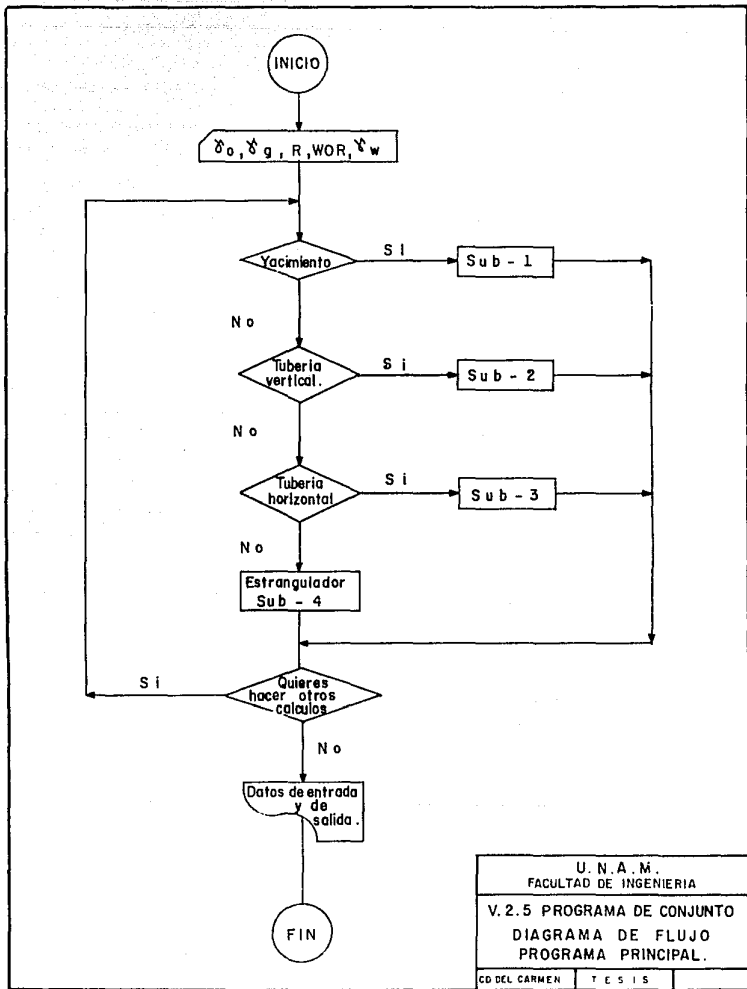 INICIO
γo, γg, R, WOR, γw
Yacimiento
SI
Sub - 1
No
Tuberia
vertical.
Si
Sub - 2
No
Tuberia
horizontal
Si
Sub - 3
No
Estrangulador
Sub - 4
Quieres
hacer otros
calculos
Si
No
Datos de entrada
y de
salida.
FIN
U.N.A.M.
FACULTAD DE INGENIERIA
V.2.5 PROGRAMA DE CONJUNTO
DIAGRAMA DE FLUJO
PROGRAMA PRINCIPAL.
CD DEL CARMEN
TESIS